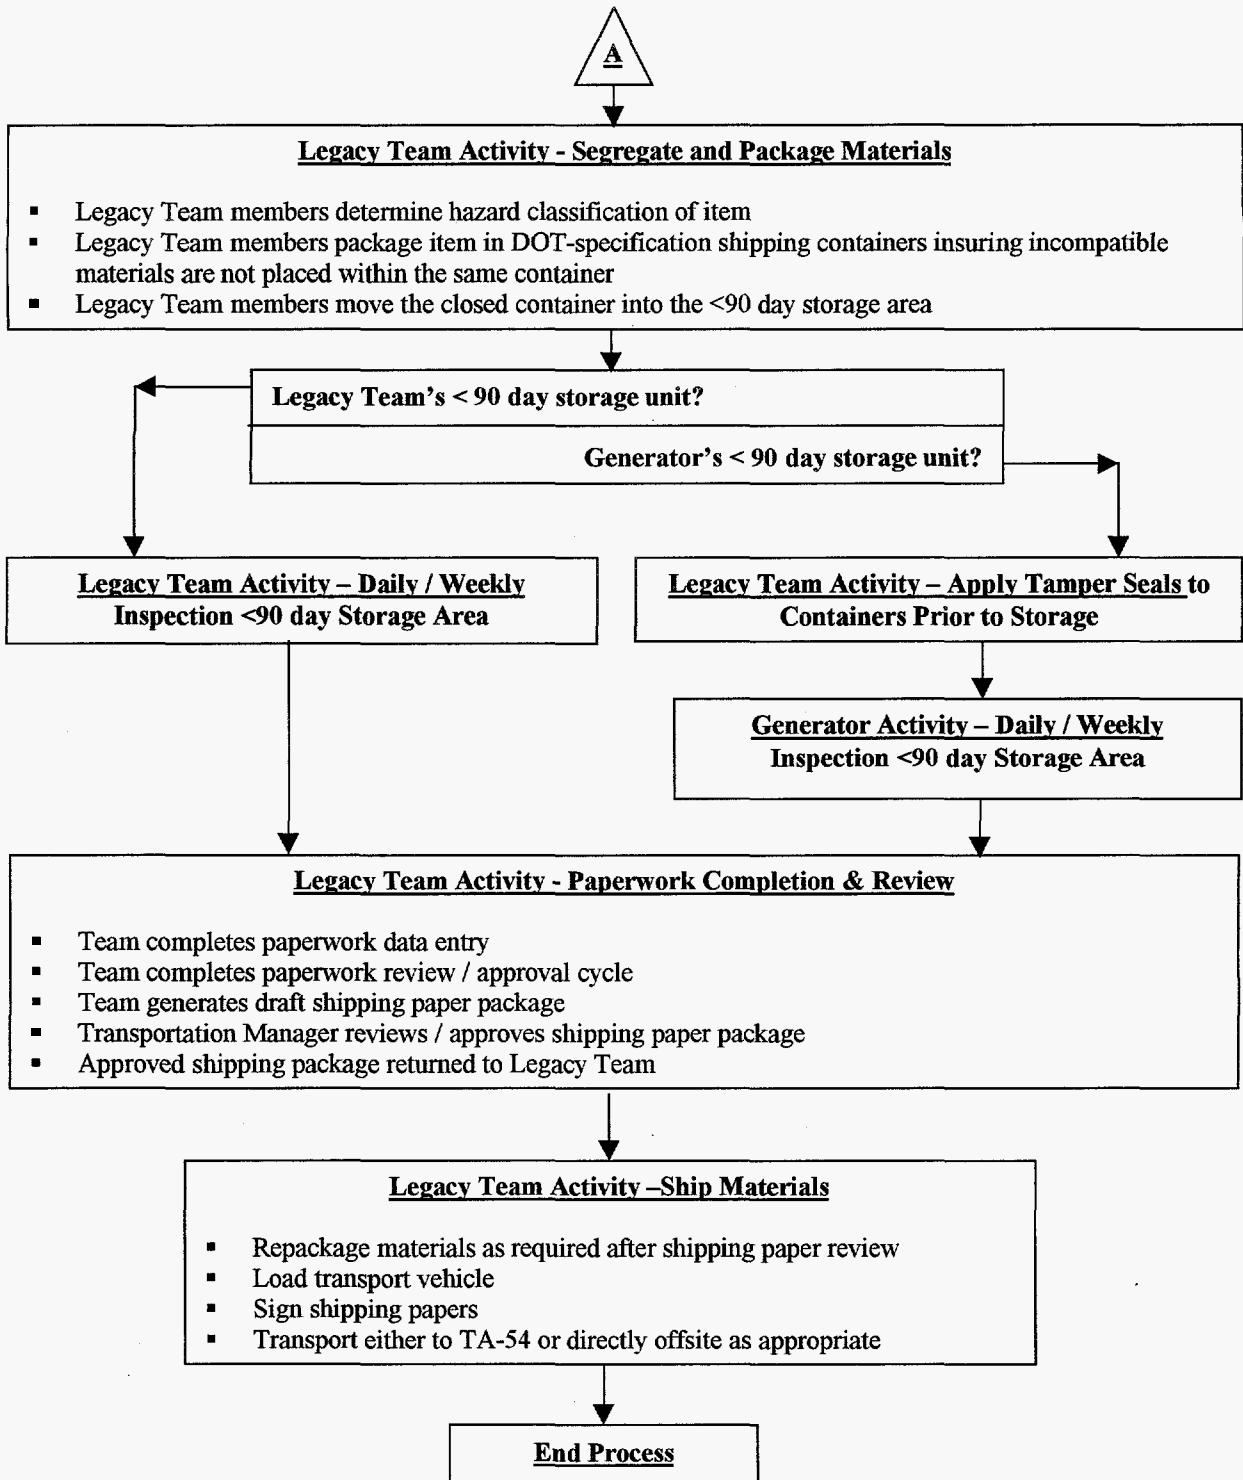 A
Legacy Team Activity - Segregate and Package Materials
▪ Legacy Team members determine hazard classification of item
▪ Legacy Team members package item in DOT-specification shipping containers insuring incompatible
materials are not placed within the same container
▪ Legacy Team members move the closed container into the <90 day storage area
Legacy Team's < 90 day storage unit?
Generator's < 90 day storage unit?
Legacy Team Activity – Daily / Weekly
Inspection <90 day Storage Area
Legacy Team Activity – Apply Tamper Seals to
Containers Prior to Storage
Generator Activity – Daily / Weekly
Inspection <90 day Storage Area
Legacy Team Activity - Paperwork Completion & Review
▪ Team completes paperwork data entry
▪ Team completes paperwork review / approval cycle
▪ Team generates draft shipping paper package
▪ Transportation Manager reviews / approves shipping paper package
▪ Approved shipping package returned to Legacy Team
Legacy Team Activity –Ship Materials
▪ Repackage materials as required after shipping paper review
▪ Load transport vehicle
▪ Sign shipping papers
▪ Transport either to TA-54 or directly offsite as appropriate
End Process